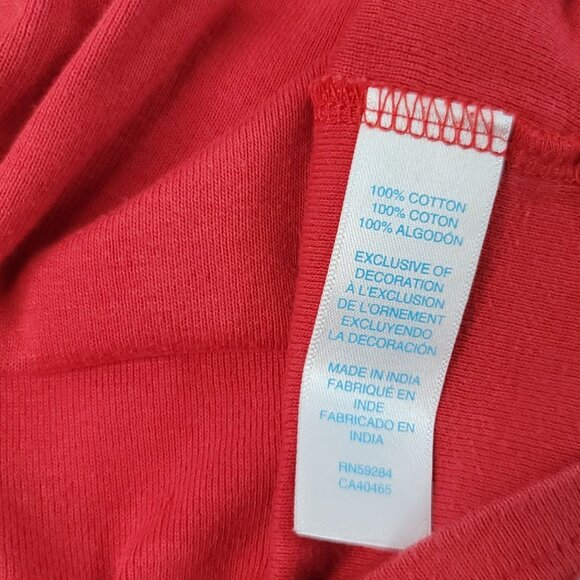 100% COTTON
100% COTON
100% ALGODÓN
EXCLUSIVE OF
DECORATION
À L'EXCLUSION
DE L'ORNEMENT
EXCLUYENDO
LA DECORACIÓN
MADE IN INDIA
FABRIQUÉ EN
INDE
FABRICADO EN
INDIA
RN59284
CA40465